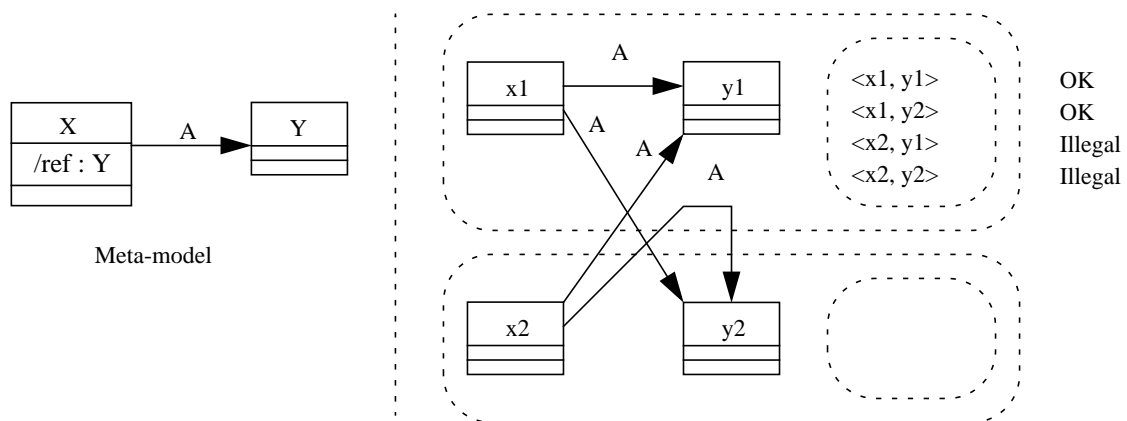 X
/ref : Y
A
Y
Meta-model
A
x1
y1
A
A
A
<x1, y1>
<x1, y2>
<x2, y1>
<x2, y2>
OK
OK
Illegal
Illegal
x2
y2